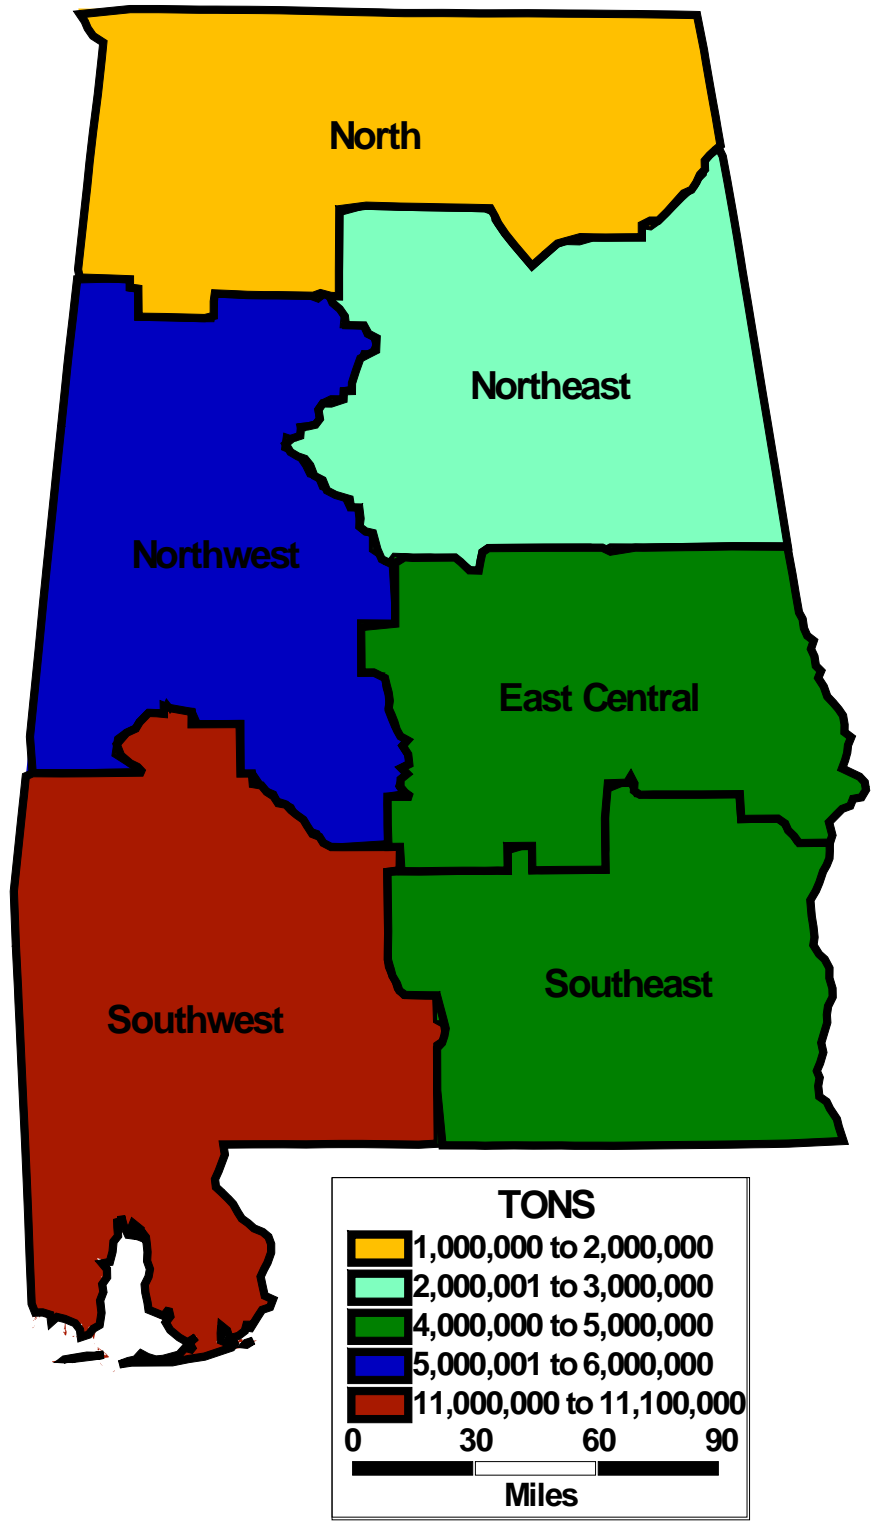 North
Northeast
Northwest
East Central
Southeast
Southwest
TONS
1,000,000 to 2,000,000
2,000,001 to 3,000,000
4,000,000 to 5,000,000
5,000,001 to 6,000,000
11,000,000 to 11,100,000
0 30 60 90
Miles